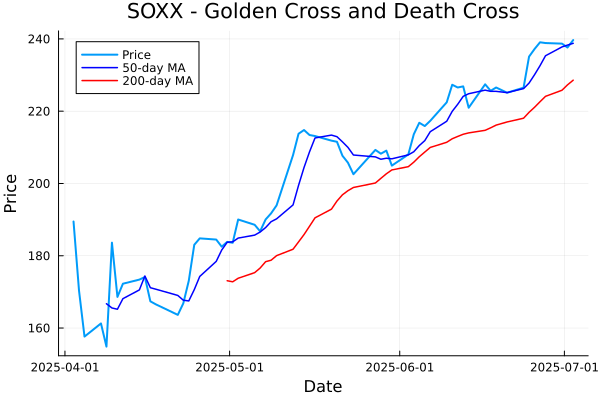 SOXX - Golden Cross and Death Cross
Price
50-day MA
200-day MA
Price
240
220
200
180
160
2025-04-01
2025-05-01
2025-06-01
2025-07-01
Date